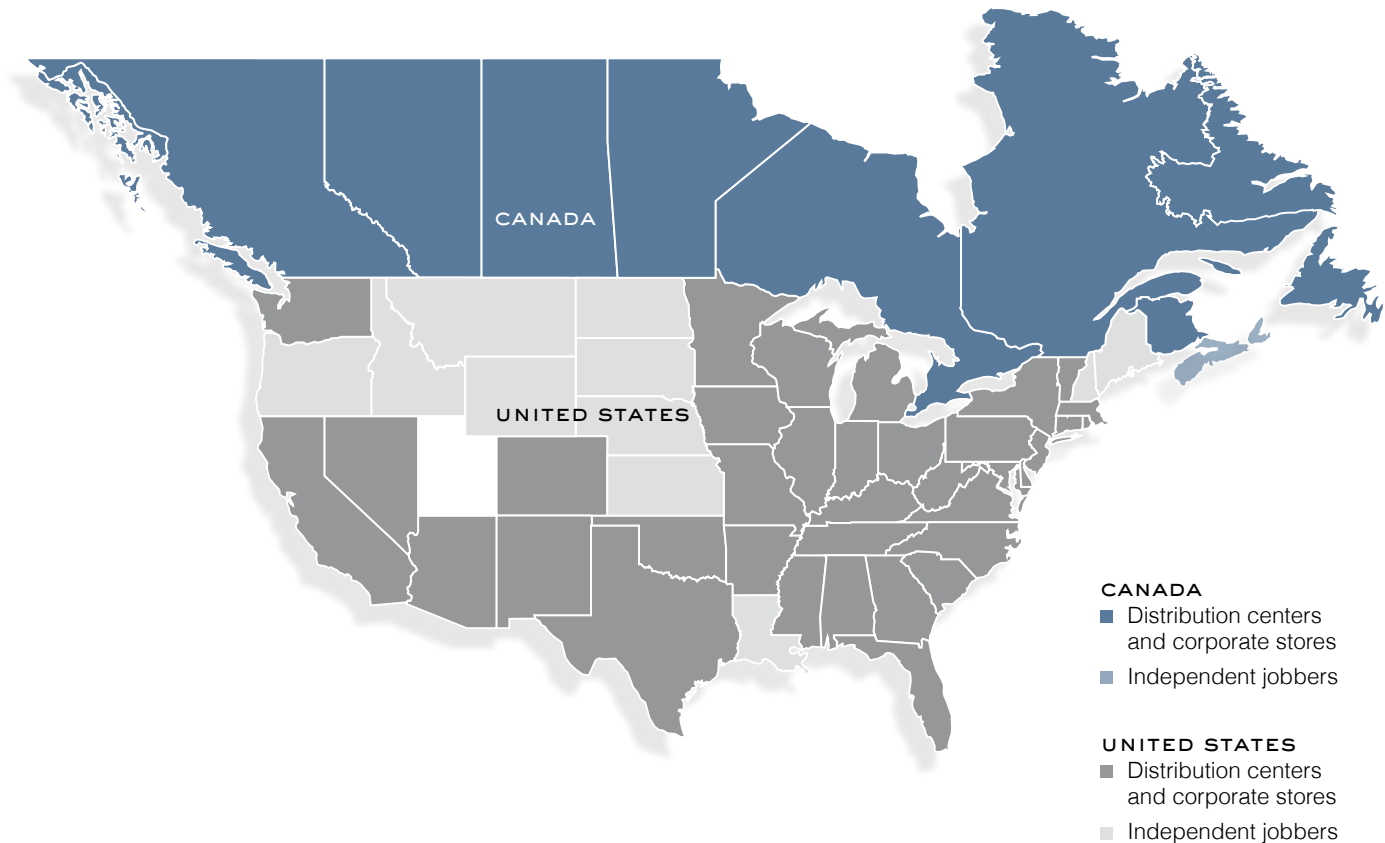 CANADA
UNITED STATES
CANADA
Distribution centers
and corporate stores
Independent jobbers
UNITED STATES
Distribution centers
and corporate stores
Independent jobbers